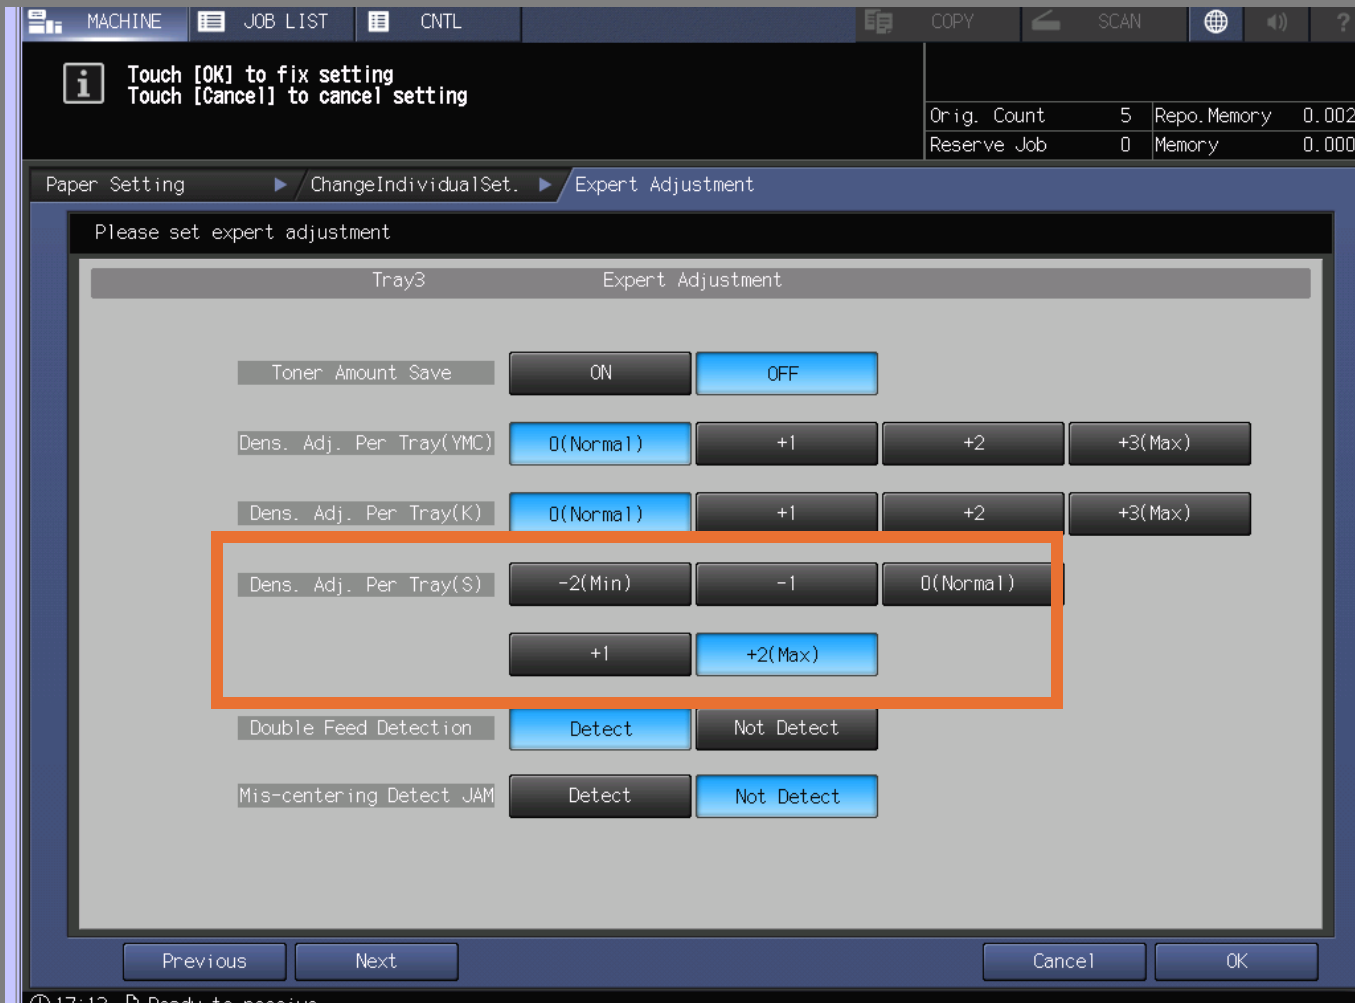 MACHINE JOB LIST CNTL COPY SCAN ?
Touch [OK] to fix setting
Touch [Cancel] to cancel setting
Orig. Count 5 Repo.Memory 0.002
Reserve Job 0 Memory 0.000
Paper Setting ChangeIndividualSet. Expert Adjustment
Please set expert adjustment
Tray3 Expert Adjustment
Toner Amount Save ON OFF
Dens. Adj. Per Tray(YMC) 0(Normal) +1 +2 +3(Max)
Dens. Adj. Per Tray(K) 0(Normal) +1 +2 +3(Max)
Dens. Adj. Per Tray(S) -2(Min) -1 0(Normal)
+1 +2(Max)
Double Feed Detection Detect Not Detect
Mis-centering Detect JAM Detect Not Detect
Previous Next Cancel OK
17:13 Ready to receive